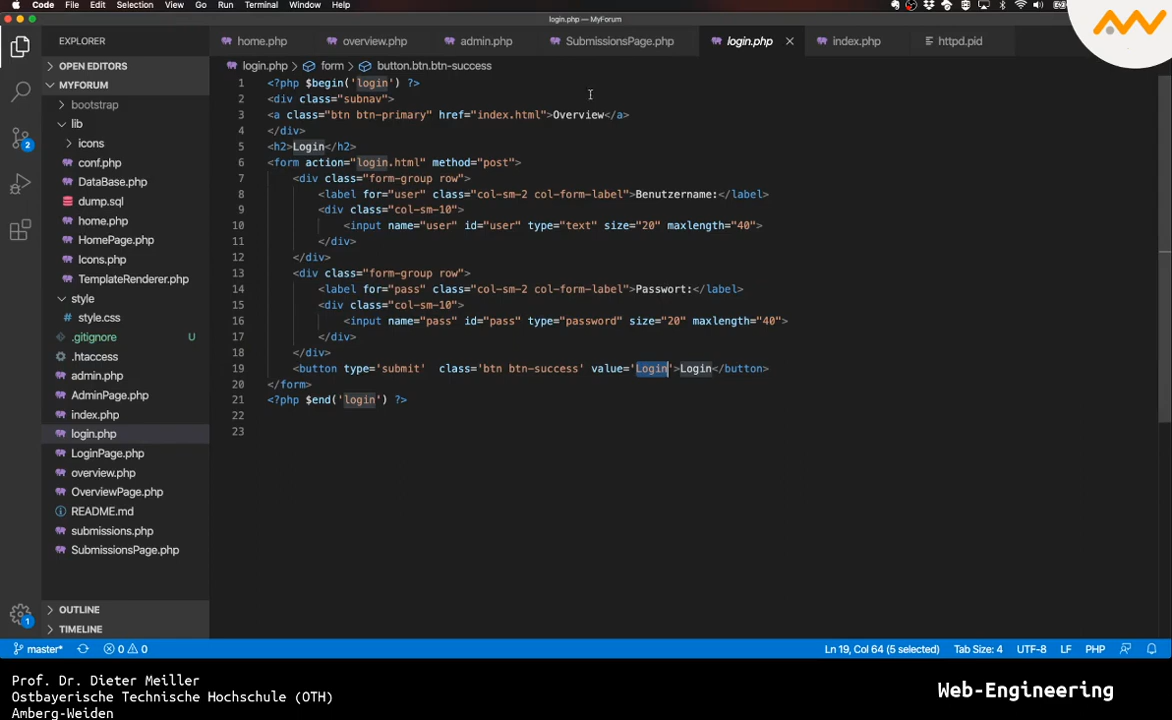 Code File Edit Selection View Go Run Terminal Window Help
login.php — MyForum
EXPLORER
home.php overview.php admin.php SubmissionsPage.php login.php index.php httpd.pid
OPEN EDITORS
login.php > form > button.btn.btn-success
MYFORUM
bootstrap
lib
icons
conf.php
DataBase.php
dump.sql
home.php
HomePage.php
Icons.php
TemplateRenderer.php
style
style.css
.gitignore U
.htaccess
admin.php
AdminPage.php
index.php
login.php
LoginPage.php
overview.php
OverviewPage.php
README.md
submissions.php
SubmissionsPage.php
OUTLINE
TIMELINE
2
1
1 <?php $begin('login') ?>
2 <div class="subnav">
3 <a class="btn btn-primary" href="index.html">Overview</a>
4 </div>
5 <h2>Login</h2>
6 <form action="login.html" method="post">
7 <div class="form-group row">
8 <label for="user" class="col-sm-2 col-form-label">Benutzername:</label>
9 <div class="col-sm-10">
10 <input name="user" id="user" type="text" size="20" maxlength="40">
11 </div>
12 </div>
13 <div class="form-group row">
14 <label for="pass" class="col-sm-2 col-form-label">Passwort:</label>
15 <div class="col-sm-10">
16 <input name="pass" id="pass" type="password" size="20" maxlength="40">
17 </div>
18 </div>
19 <button type='submit'  class='btn btn-success' value='Login'>Login</button>
20 </form>
21 <?php $end('login') ?>
22
23
master* 0 0 Ln 19, Col 64 (5 selected) Tab Size: 4 UTF-8 LF PHP
Prof. Dr. Dieter Meiller
Ostbayerische Technische Hochschule (OTH)
Amberg-Weiden
Web-Engineering